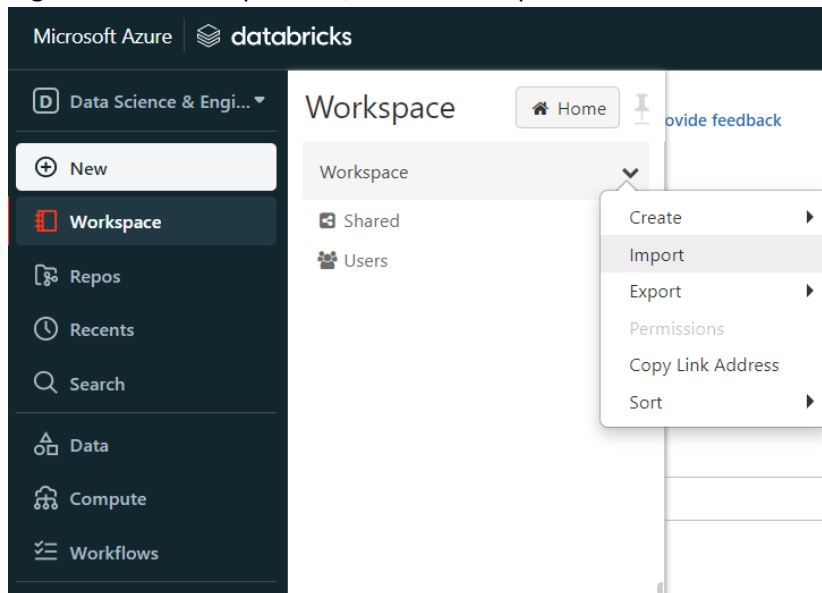 Microsoft Azure databricks
Data Science & Engi...
New
Workspace
Repos
Recents
Search
Data
Compute
Workflows
Workspace Home
Workspace
Shared
Users
ovide feedback
Create
Import
Export
Permissions
Copy Link Address
Sort